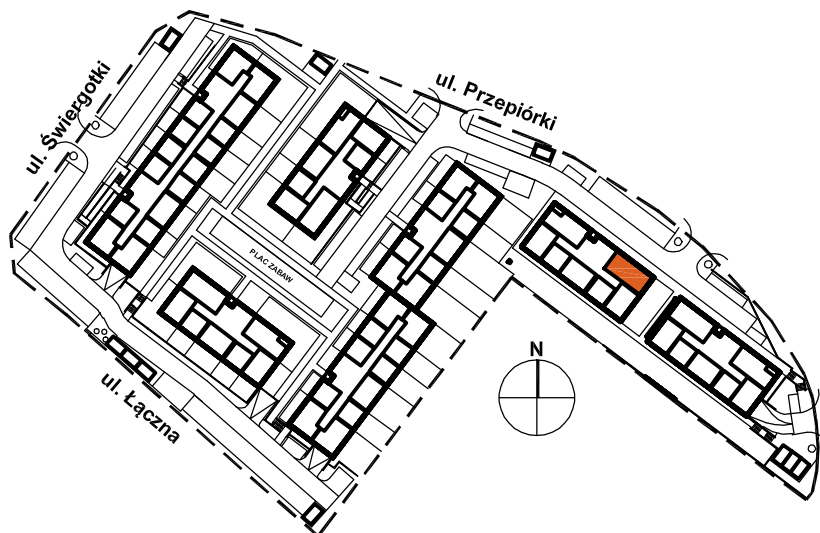 ul. Przepiórki
ul. Świergotki
PLAC ZABAW
N
ul. Łączna